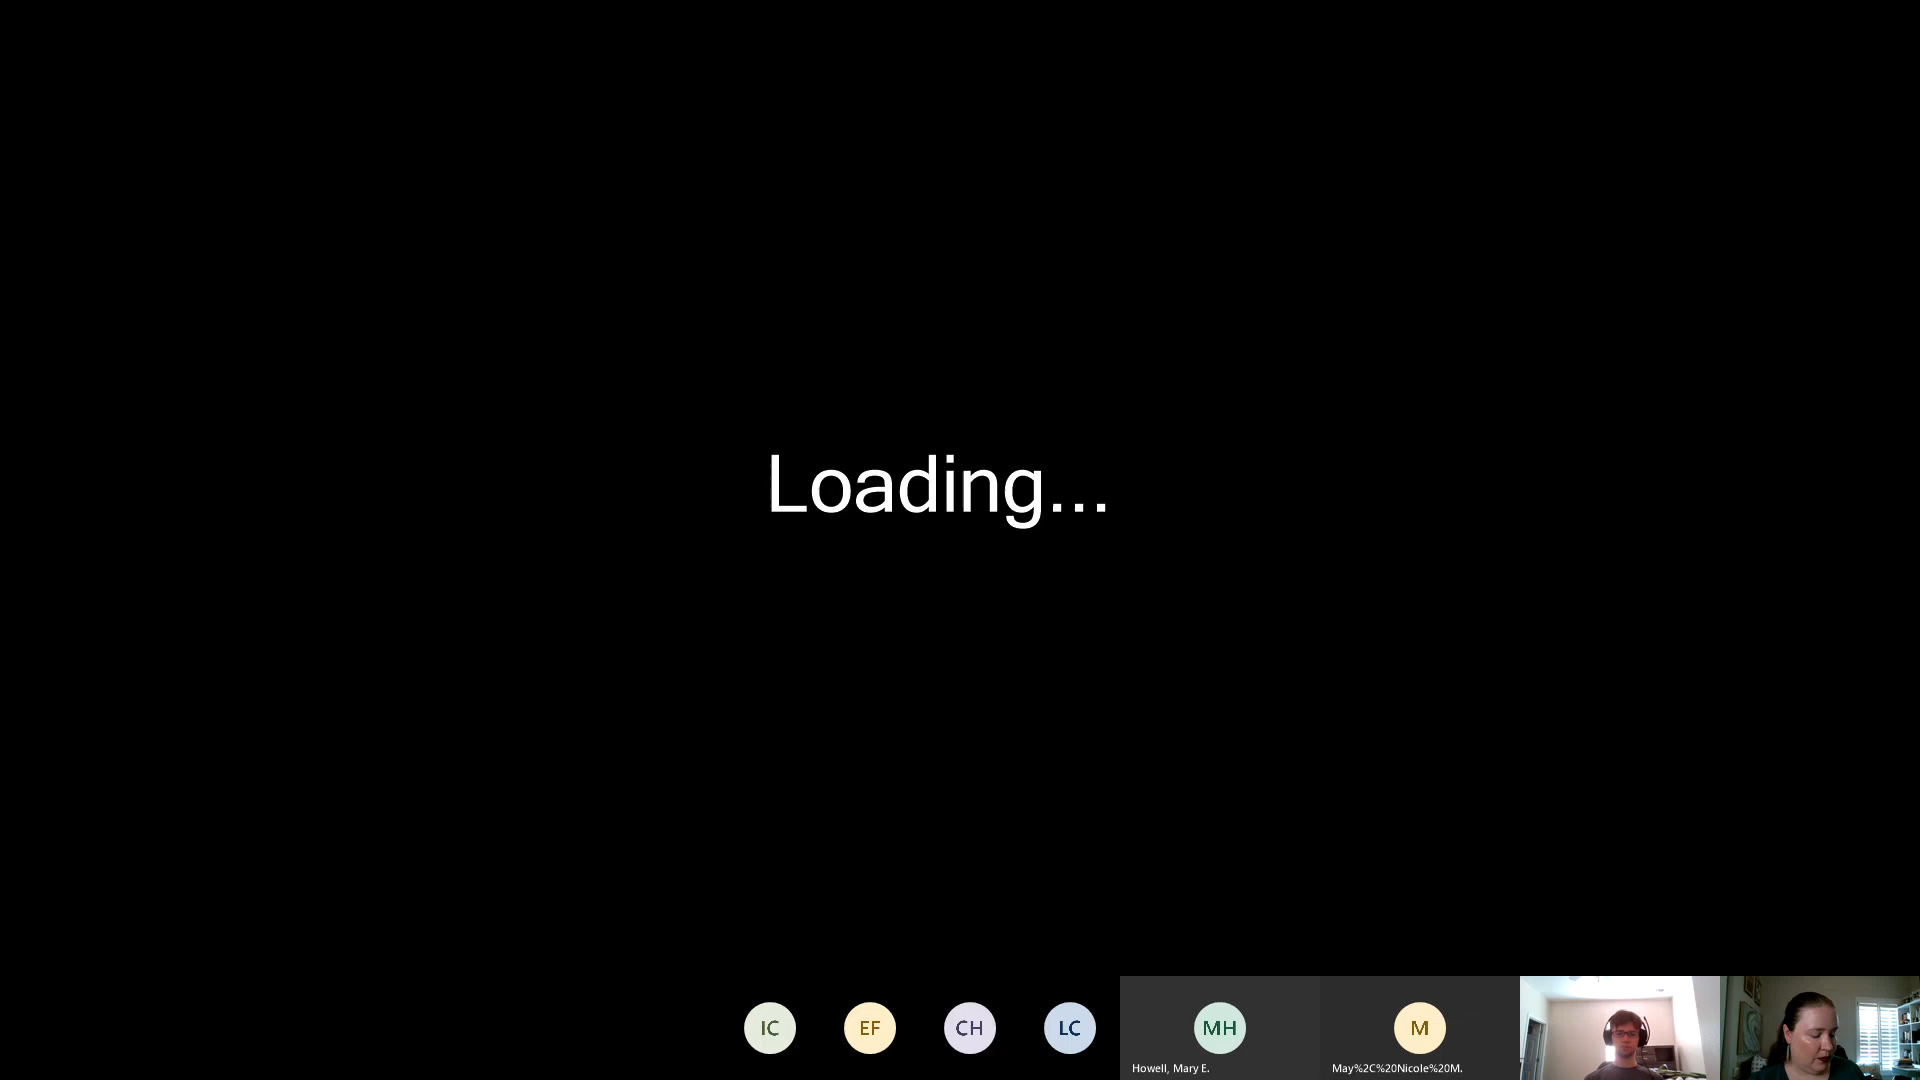 Loading...
IC
EF
CH
LC
MH
M
Howell, Mary E.
May%2C%20Nicole%20M.